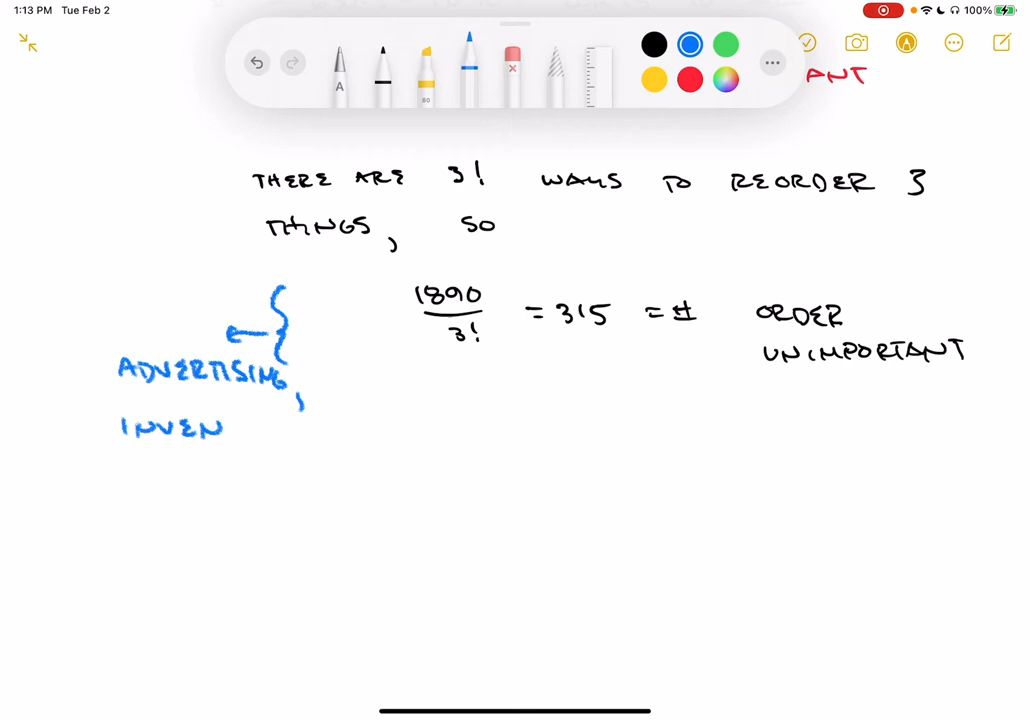 1:13 PM Tue Feb 2
100%
A
80
ANT
THERE ARE 3! WAYS TO REORDER 3
THINGS, SO
1890/3! = 315 = # ORDER
UNIMPORTANT
ADVERTISING,
INVEN